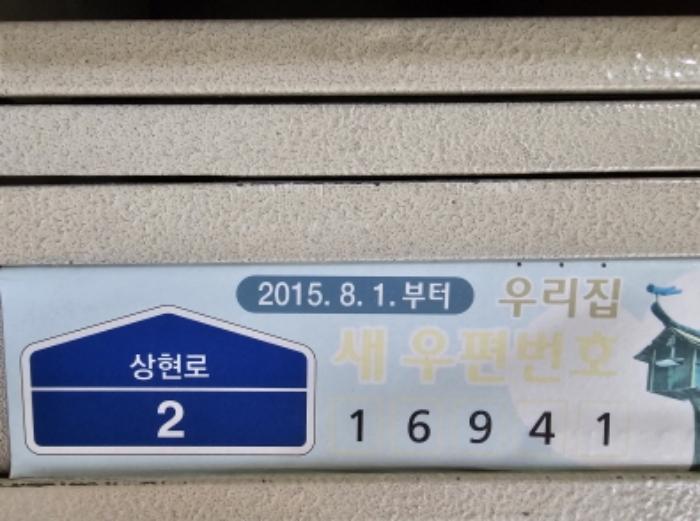 2015. 8. 1. 부터 우리집
새 우편번호
상현로
2
1 6 9 4 1